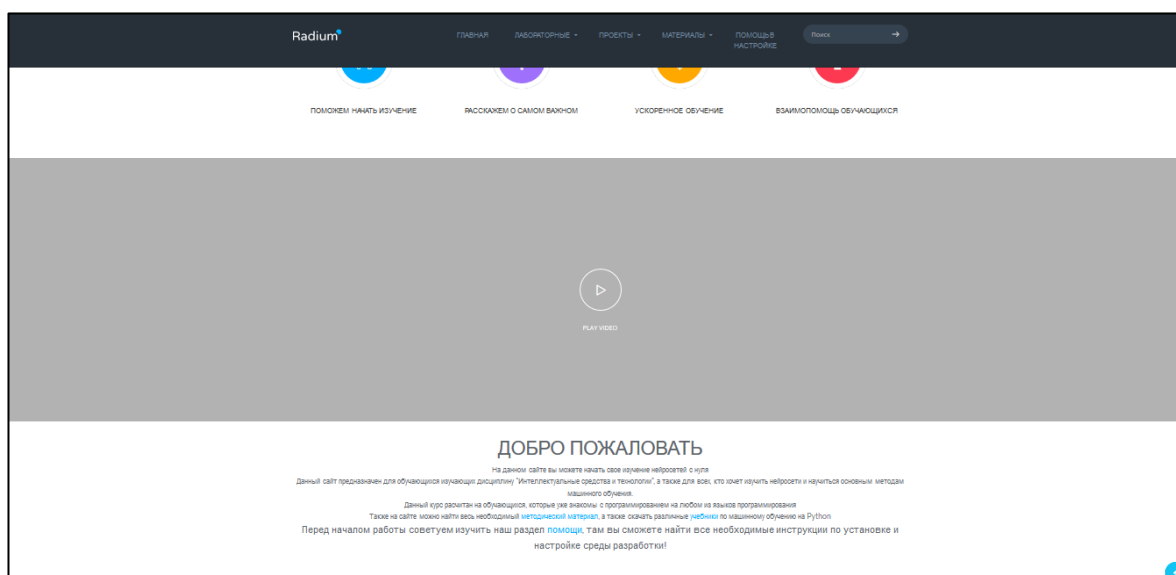 Radium
ГЛАВНАЯ ЛАБОРАТОРНЫЕ ПРОЕКТЫ МАТЕРИАЛЫ ПОМОЩЬ В Поиск
НАСТРОЙКЕ
ПОМОЖЕМ НАЧАТЬ ИЗУЧЕНИЕ РАССКАЖЕМ О САМОМ ВАЖНОМ УСКОРЕННОЕ ОБУЧЕНИЕ ВЗАИМОПОМОЩЬ ОБУЧАЮЩИХСЯ
PLAY VIDEO
ДОБРО ПОЖАЛОВАТЬ
На данном сайте вы можете начать свое изучение нейросетей с нуля
Данный сайт предназначен для обучающихся изучающих дисциплину "Интеллектуальные средства и технологии", а также для всех, кто хочет изучить нейросети и научиться основным методам
машинного обучения.
Данный курс расчитан на обучающихся, которые уже знакомы с программированием на любом из языков программирования
Также на сайте можно найти весь необходимый методический материал, а также скачать различные учебники по машинному обучению на Python
Перед началом работы советуем изучить наш раздел помощи, там вы сможете найти все необходимые инструкции по установке и
настройке среды разработки!